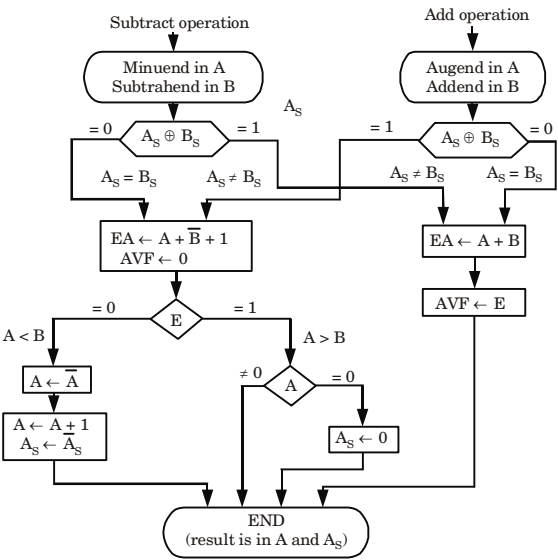 Subtract operation
Add operation
Minuend in A
Subtrahend in B
Augend in A
Addend in B
A_S
= 0
A_S ⊕ B_S
= 1
= 1
A_S ⊕ B_S
= 0
A_S = B_S
A_S ≠ B_S
A_S ≠ B_S
A_S = B_S
EA ← A + B̅ + 1
AVF ← 0
EA ← A + B
= 0
E
= 1
AVF ← E
A < B
A > B
A ← A̅
≠ 0
A
= 0
A ← A + 1
A_S ← A̅_S
A_S ← 0
END
(result is in A and A_S)